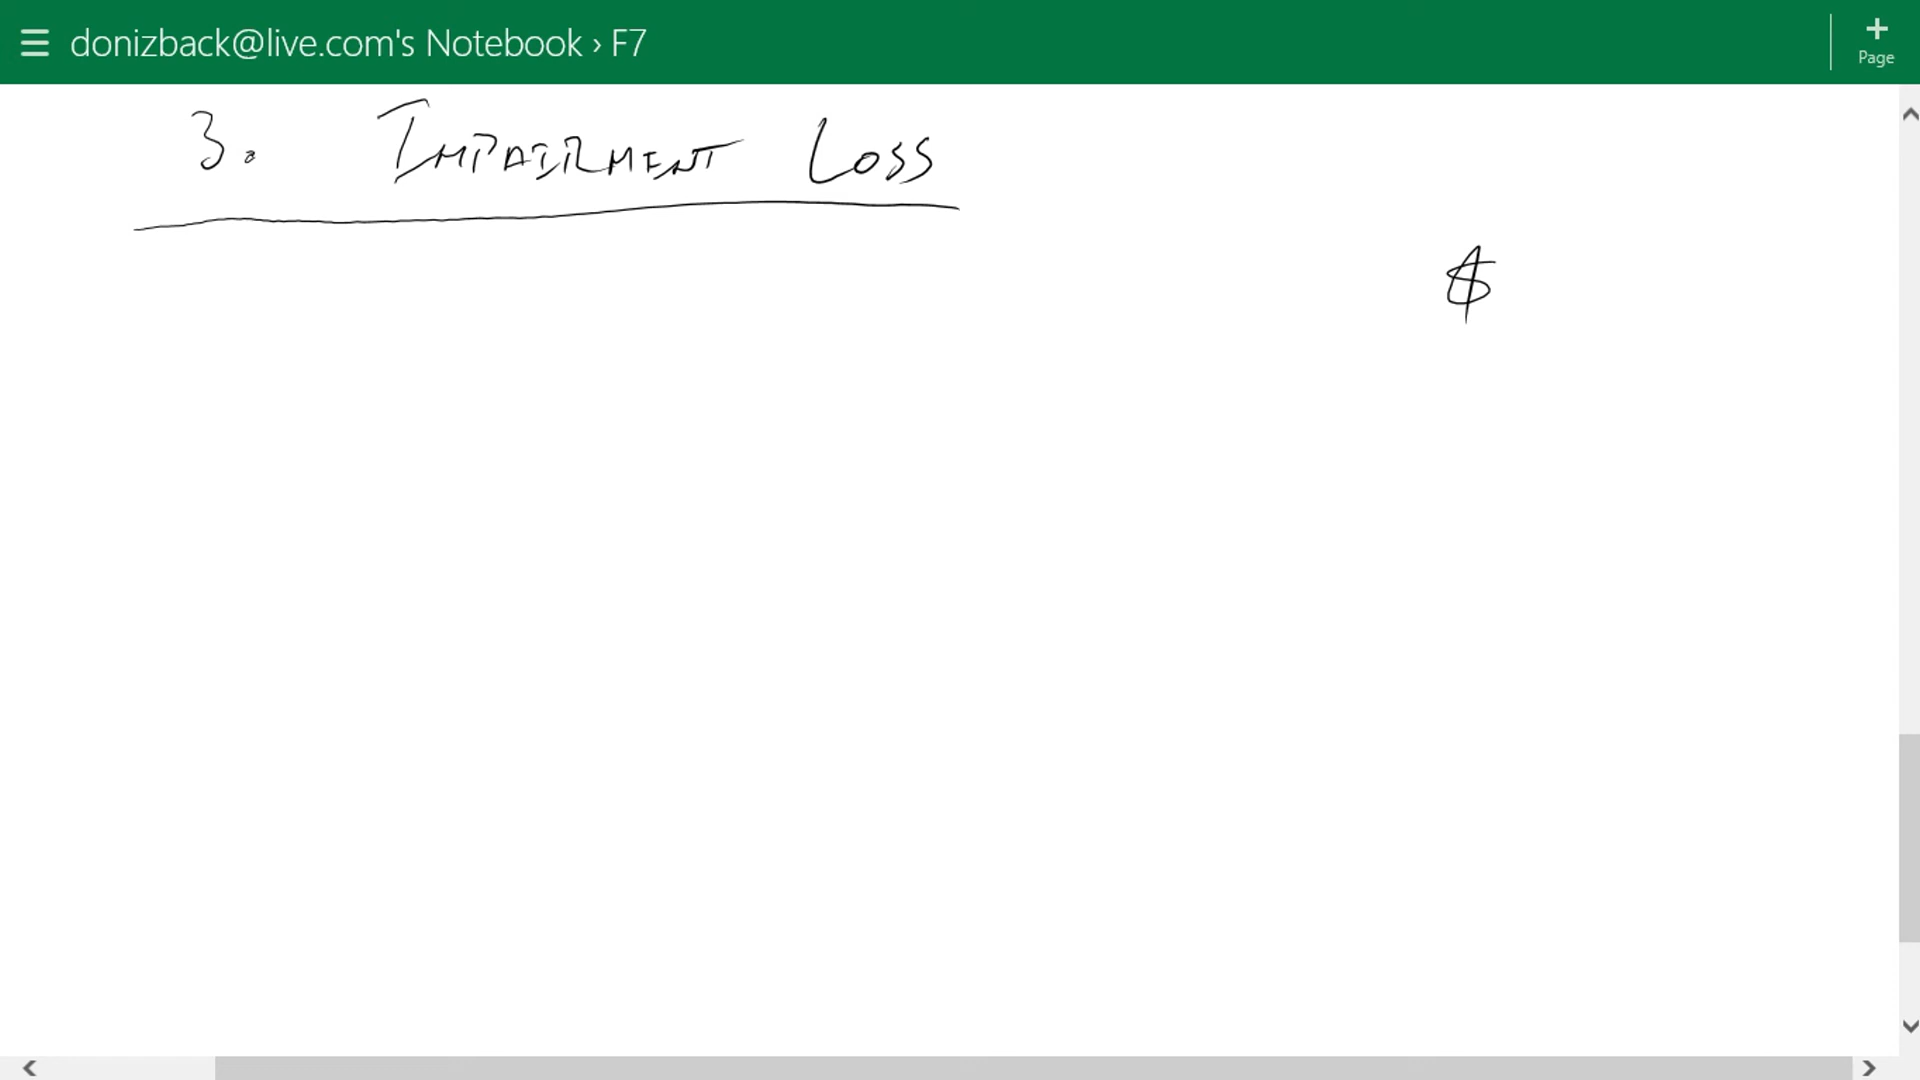 donizback@live.com's Notebook › F7
+
Page
3. IMPAIRMENT LOSS
$